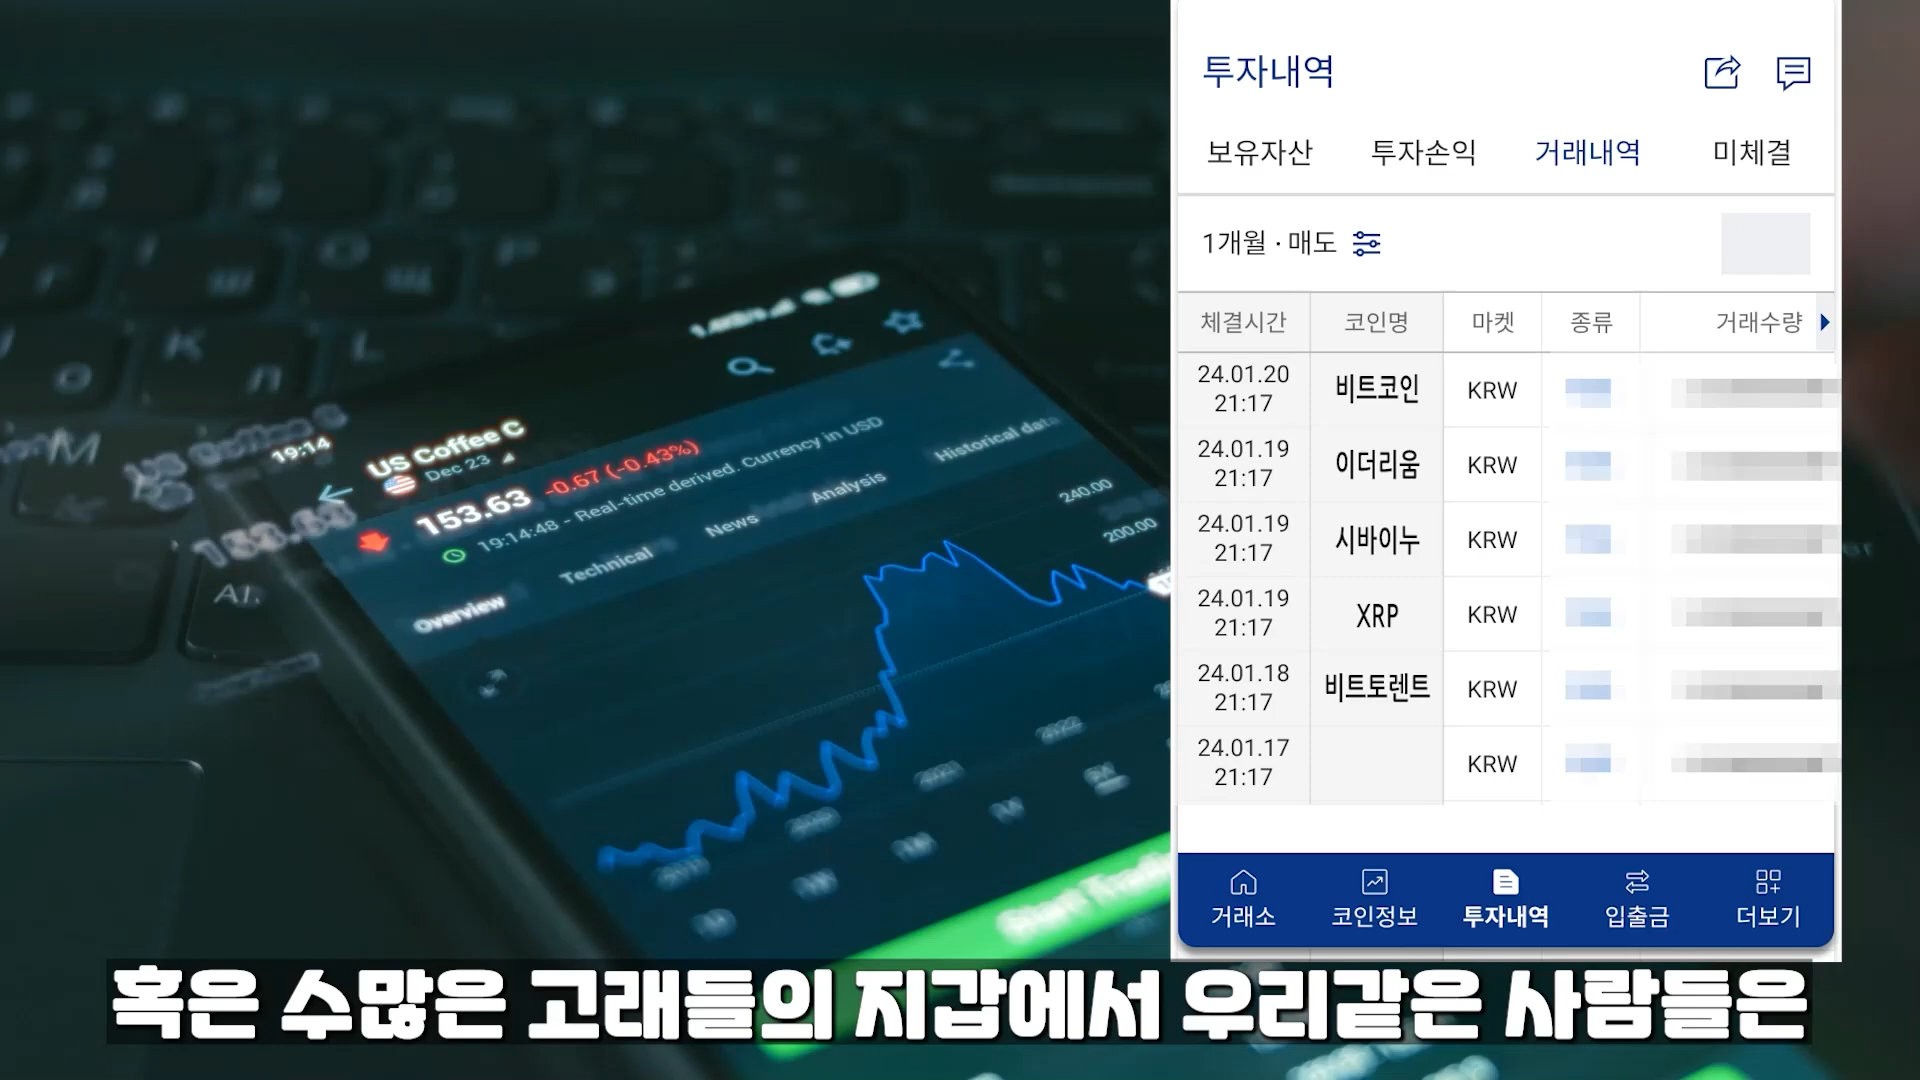 투자내역
보유자산 투자손익 거래내역 미체결
1개월 · 매도
체결시간 코인명 마켓 종류 거래수량
24.01.20 21:17 비트코인 KRW
24.01.19 21:17 이더리움 KRW
24.01.19 21:17 시바이누 KRW
24.01.19 21:17 XRP KRW
24.01.18 21:17 비트토렌트 KRW
24.01.17 21:17 KRW
거래소 코인정보 투자내역 입출금 더보기
19:14
US Coffee C
Dec 23
153.63 -0.67 (-0.43%)
19:14:48 - Real-time derived. Currency in USD
Overview Technical News Analysis Historical data
240.00
200.00
혹은 수많은 고래들의 지갑에서 우리같은 사람들은